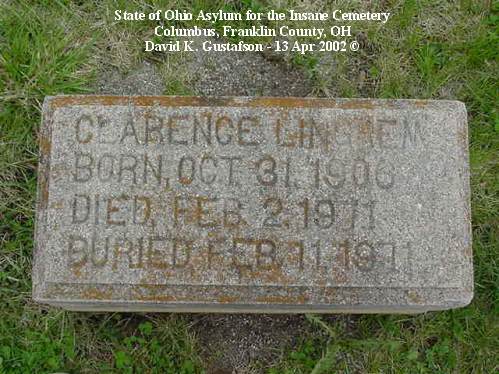 State of Ohio Asylum for the Insane Cemetery
Columbus, Franklin County, OH
David K. Gustafson - 13 Apr 2002 ©
CLARENCE
BORN, OCT. 31, 1906
DIED, FEB. 2, 1971
BURIED, FEB. 11, 1971